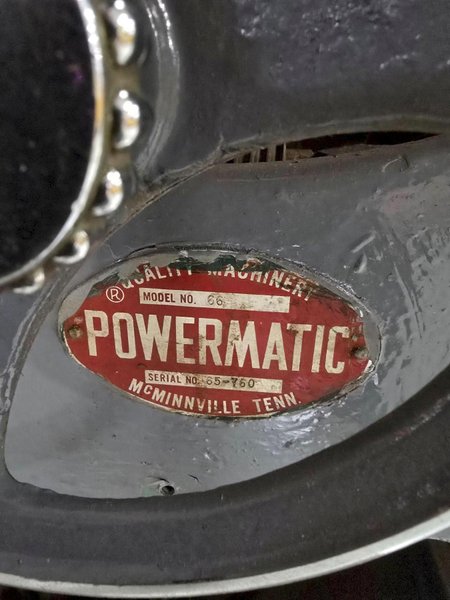 QUALITY MACHINERY
® MODEL NO. 66
POWERMATIC
SERIAL NO. 65-760
McMINNVILLE TENN.